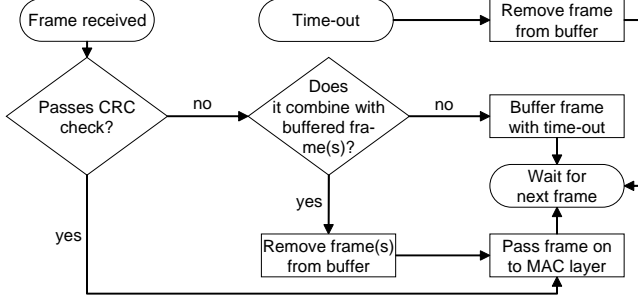 Frame received
Time-out
Remove frame
from buffer
Passes CRC
check?
no
Does
it combine with
buffered fra-
me(s)?
no
Buffer frame
with time-out
Wait for
next frame
yes
yes
Remove frame(s)
from buffer
Pass frame on
to MAC layer